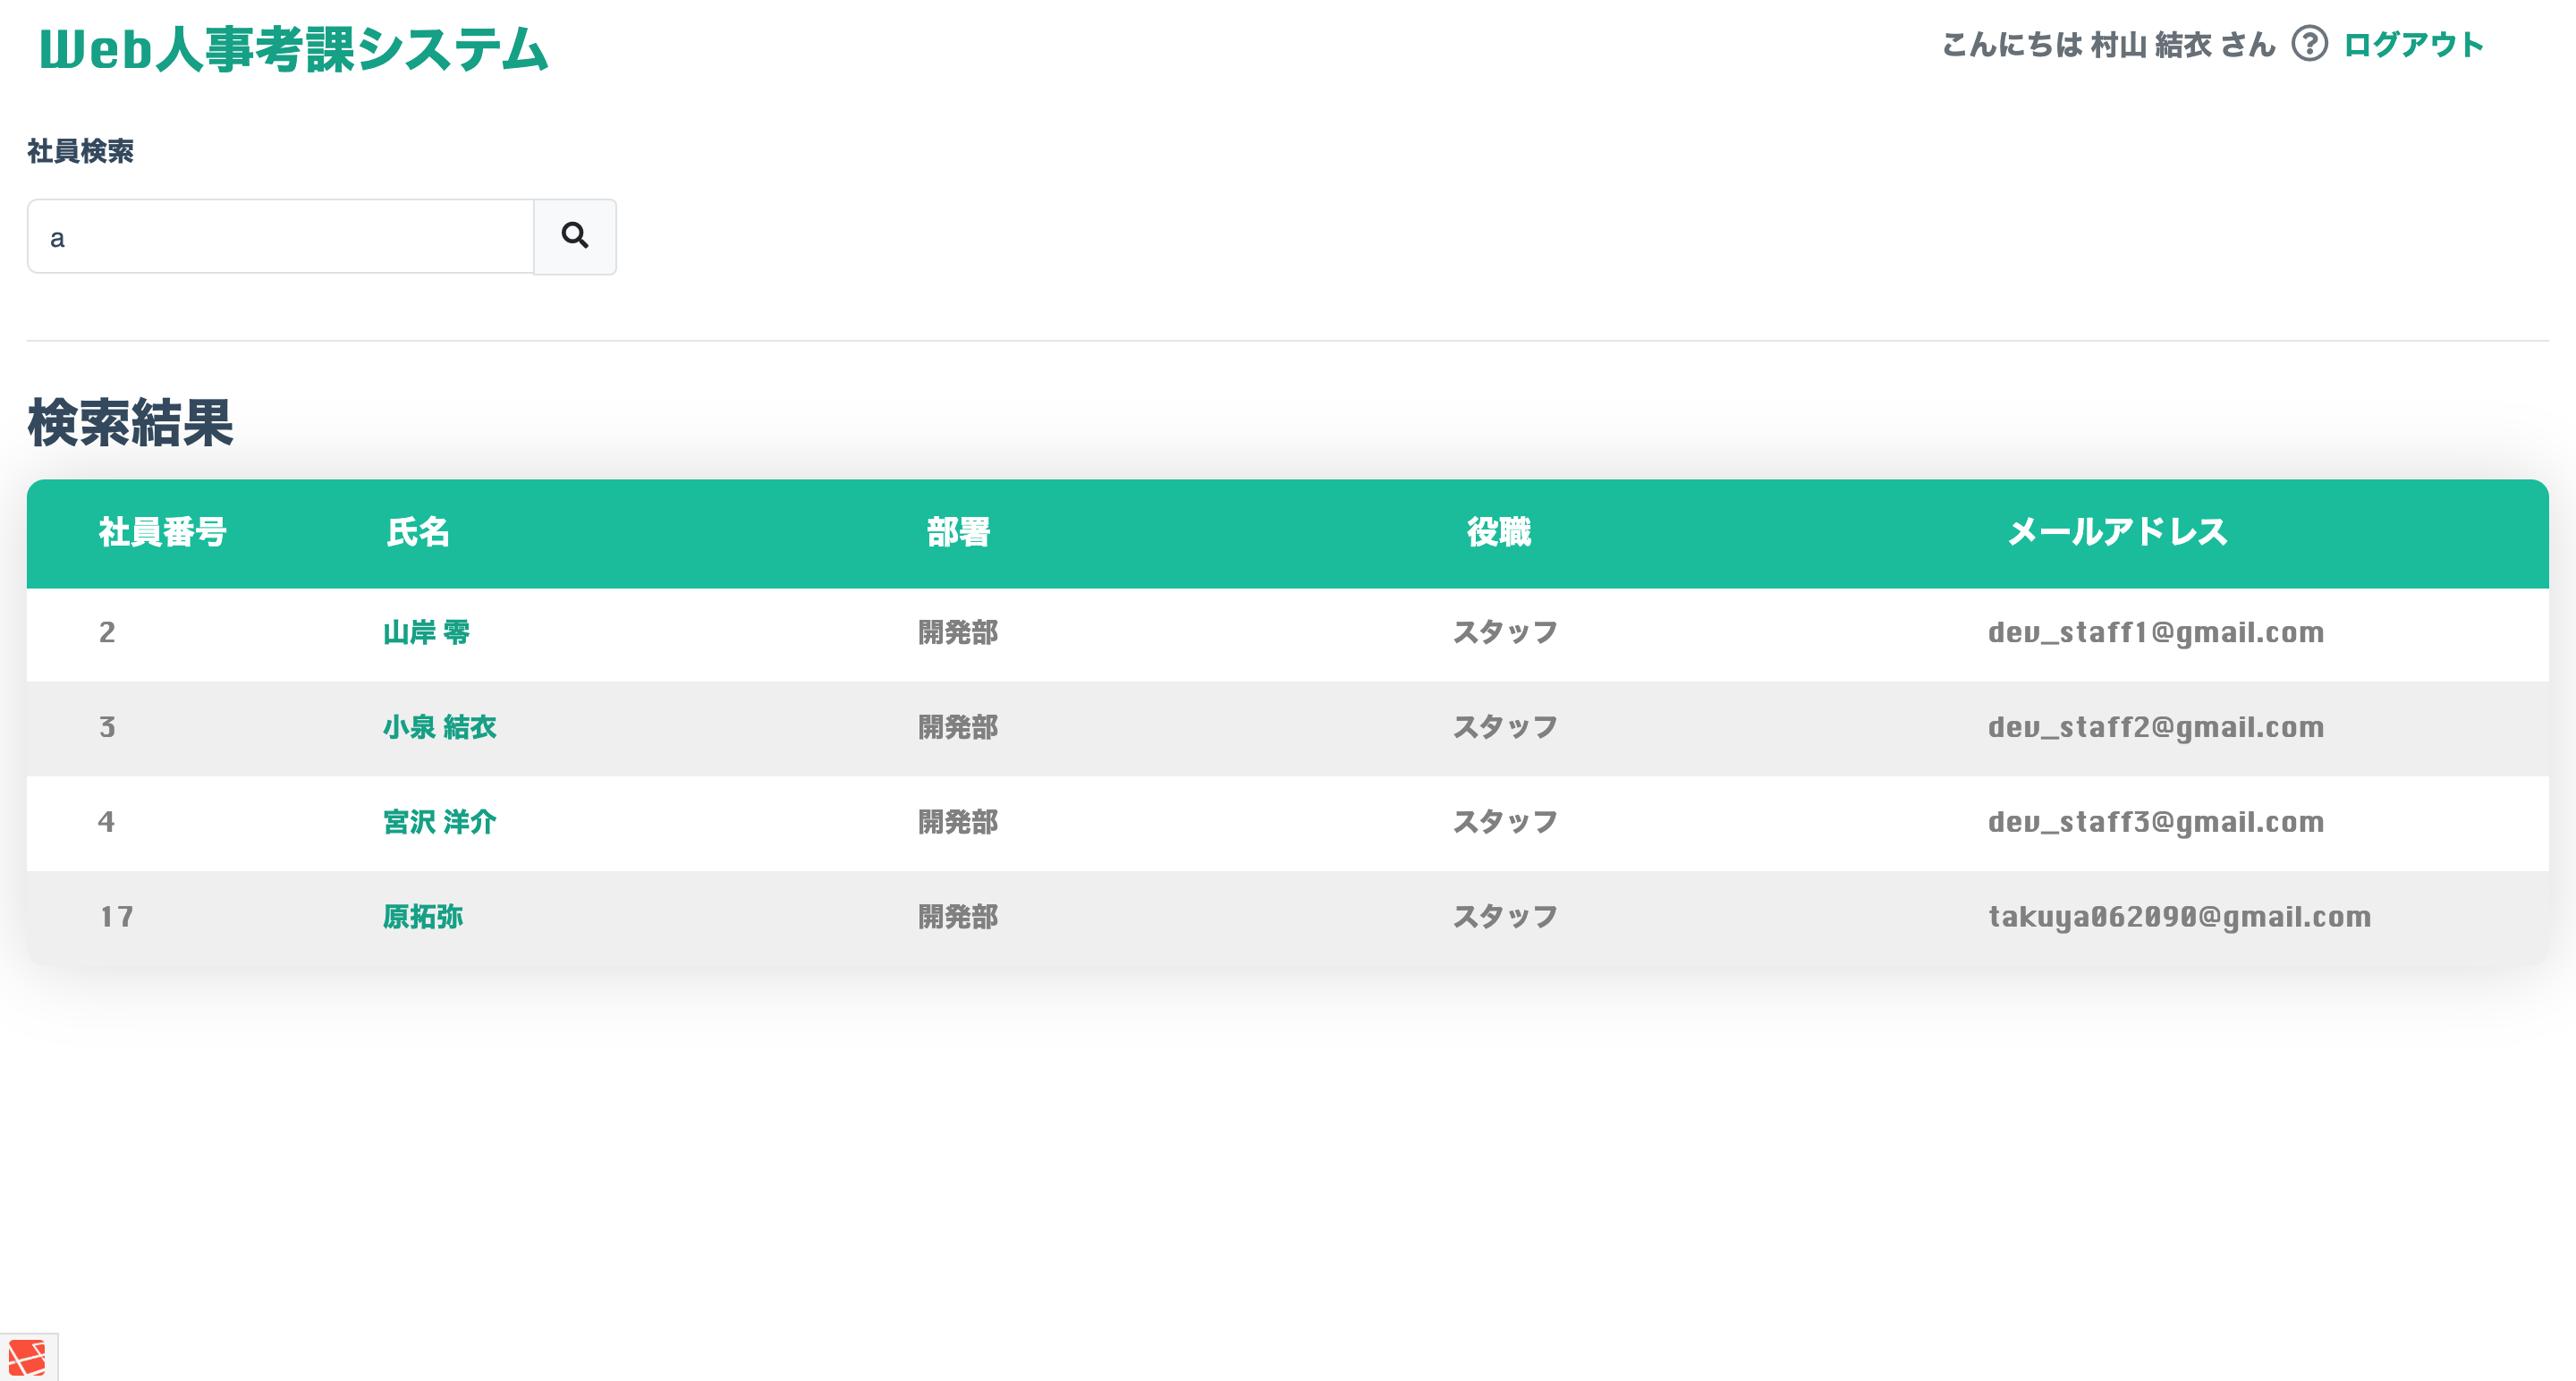 Web人事考課システム
こんにちは 村山 結衣 さん ? ログアウト
社員検索
a
検索結果
社員番号 氏名 部署 役職 メールアドレス
2 山岸 零 開発部 スタッフ dev_staff1@gmail.com
3 小泉 結衣 開発部 スタッフ dev_staff2@gmail.com
4 宮沢 洋介 開発部 スタッフ dev_staff3@gmail.com
17 原拓弥 開発部 スタッフ takuya062090@gmail.com